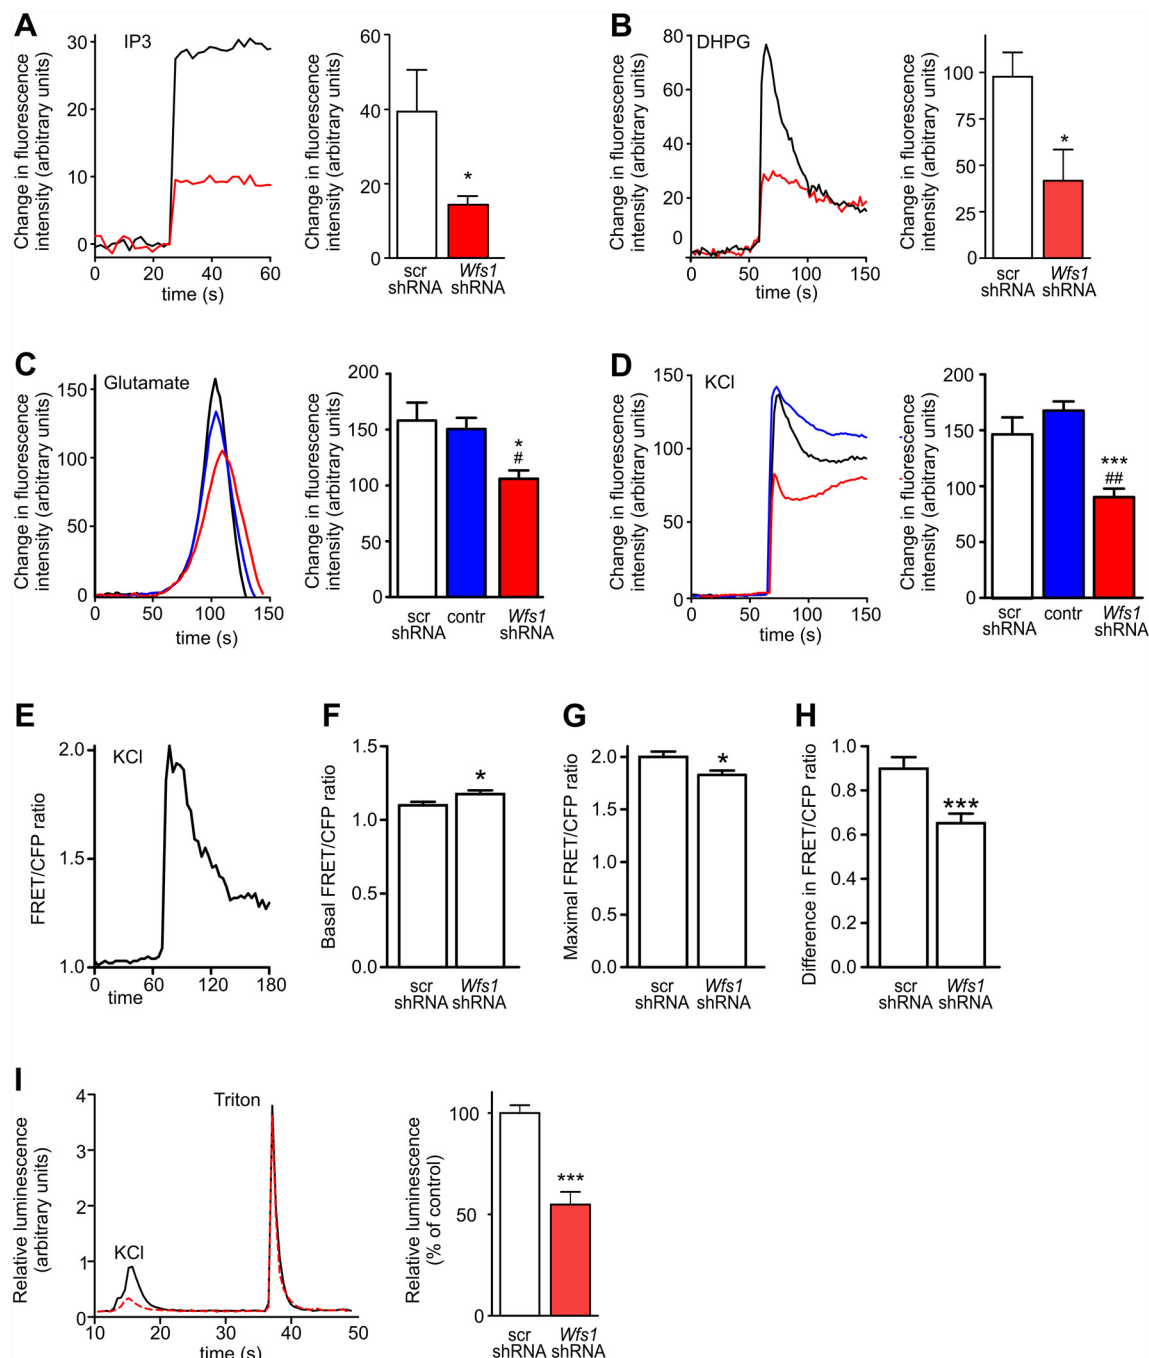 A
Change in fluorescence
intensity (arbitrary units)
30
20
10
0
IP3
0 20 40 60
time (s)
Change in fluorescence
intensity (arbitrary units)
60
40
20
0
*
scr Wfs1
shRNA shRNA
B
Change in fluorescence
intensity (arbitrary units)
80
60
40
20
0
DHPG
0 50 100 150
time (s)
Change in fluorescence
intensity (arbitrary units)
100
75
50
25
0
*
scr Wfs1
shRNA shRNA
C
Change in fluorescence
intensity (arbitrary units)
150
100
50
0
Glutamate
0 50 100 150
time (s)
Change in fluorescence
intensity (arbitrary units)
200
150
100
50
0
*
#
scr contr Wfs1
shRNA shRNA
D
Change in fluorescence
intensity (arbitrary units)
150
100
50
0
KCl
0 50 100 150
time (s)
Change in fluorescence
intensity (arbitrary units)
200
150
100
50
0
***
##
scr contr Wfs1
shRNA shRNA
E
FRET/CFP ratio
2.0
1.5
1.0
KCl
0 60 120 180
time
F
Basal FRET/CFP ratio
1.5
1.0
0.5
0.0
*
scr Wfs1
shRNA shRNA
G
Maximal FRET/CFP ratio
2.0
1.5
1.0
0.5
0.0
*
scr Wfs1
shRNA shRNA
H
Difference in FRET/CFP ratio
1.0
0.8
0.6
0.4
0.2
0.0
***
scr Wfs1
shRNA shRNA
I
Relative luminescence
(arbitrary units)
4
3
2
1
0
Triton
KCl
10 20 30 40 50
time (s)
Relative luminescence
(% of control)
100
50
0
***
scr Wfs1
shRNA shRNA